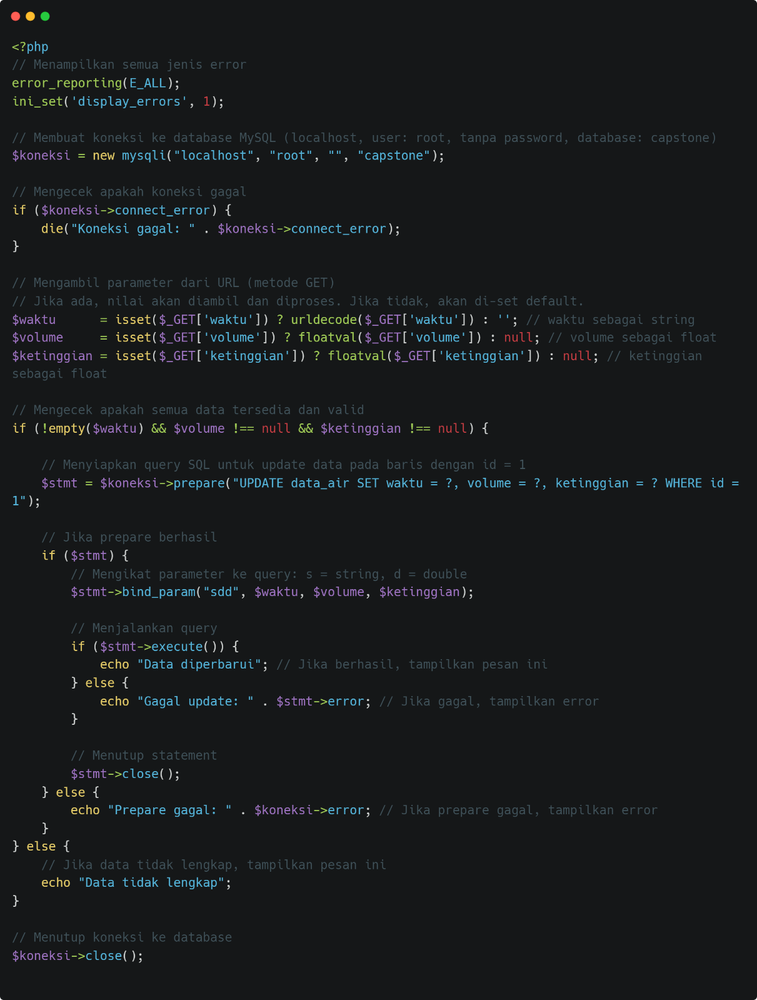 <?php
// Menampilkan semua jenis error
error_reporting(E_ALL);
ini_set('display_errors', 1);

// Membuat koneksi ke database MySQL (localhost, user: root, tanpa password, database: capstone)
$koneksi = new mysqli("localhost", "root", "", "capstone");

// Mengecek apakah koneksi gagal
if ($koneksi->connect_error) {
    die("Koneksi gagal: " . $koneksi->connect_error);
}

// Mengambil parameter dari URL (metode GET)
// Jika ada, nilai akan diambil dan diproses. Jika tidak, akan di-set default.
$waktu      = isset($_GET['waktu']) ? urldecode($_GET['waktu']) : ''; // waktu sebagai string
$volume     = isset($_GET['volume']) ? floatval($_GET['volume']) : null; // volume sebagai float
$ketinggian = isset($_GET['ketinggian']) ? floatval($_GET['ketinggian']) : null; // ketinggian
sebagai float

// Mengecek apakah semua data tersedia dan valid
if (!empty($waktu) && $volume !== null && $ketinggian !== null) {

    // Menyiapkan query SQL untuk update data pada baris dengan id = 1
    $stmt = $koneksi->prepare("UPDATE data_air SET waktu = ?, volume = ?, ketinggian = ? WHERE id =
1");

    // Jika prepare berhasil
    if ($stmt) {
        // Mengikat parameter ke query: s = string, d = double
        $stmt->bind_param("sdd", $waktu, $volume, $ketinggian);

        // Menjalankan query
        if ($stmt->execute()) {
            echo "Data diperbarui"; // Jika berhasil, tampilkan pesan ini
        } else {
            echo "Gagal update: " . $stmt->error; // Jika gagal, tampilkan error
        }

        // Menutup statement
        $stmt->close();
    } else {
        echo "Prepare gagal: " . $koneksi->error; // Jika prepare gagal, tampilkan error
    }
} else {
    // Jika data tidak lengkap, tampilkan pesan ini
    echo "Data tidak lengkap";
}

// Menutup koneksi ke database
$koneksi->close();